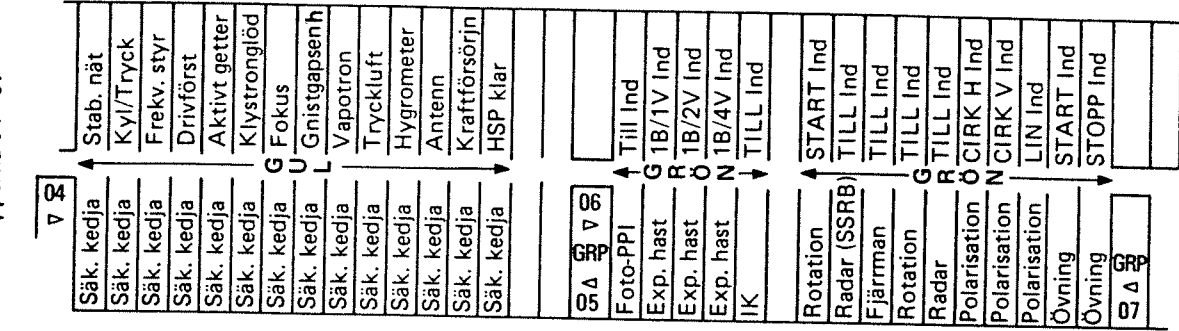 04 ▽
Säk. kedja Stab. nät
Säk. kedja Kyl/Tryck
Säk. kedja Frekv. styr
Säk. kedja Drivförst
Säk. kedja Aktivt getter
Säk. kedja Klystronglöd
Säk. kedja Fokus
Säk. kedja Gnistgapsenh
Säk. kedja Vapotron
Säk. kedja Tryckluft
Säk. kedja Hygrometer
Säk. kedja Antenn
Säk. kedja Kraftförsörjn
Säk. kedja HSP klar
GUL
05 △ GRP ▽ 06
Foto-PPI Till Ind
Exp. hast 1B/1V Ind
Exp. hast 1B/2V Ind
Exp. hast 1B/4V Ind
IK TILL Ind
GRÖN
Rotation START Ind
Radar (SSRB) TILL Ind
Fjärrman TILL Ind
Rotation TILL Ind
Radar TILL Ind
Polarisation CIRK H Ind
Polarisation CIRK V Ind
Polarisation LIN Ind
Övning START Ind
Övning STOPP Ind
GRÖN
07 △ GRP